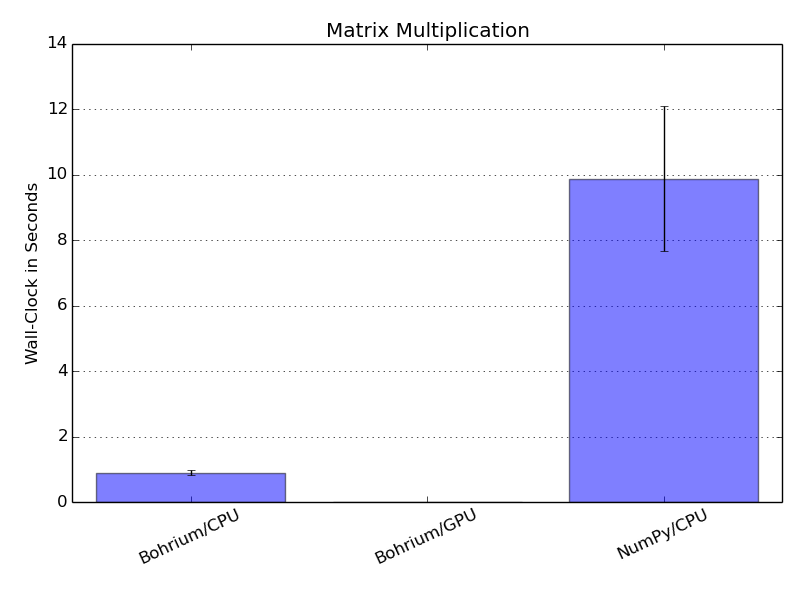 Matrix Multiplication
14
12
10
8
6
4
2
0
Wall-Clock in Seconds
Bohrium/CPU
Bohrium/GPU
NumPy/CPU